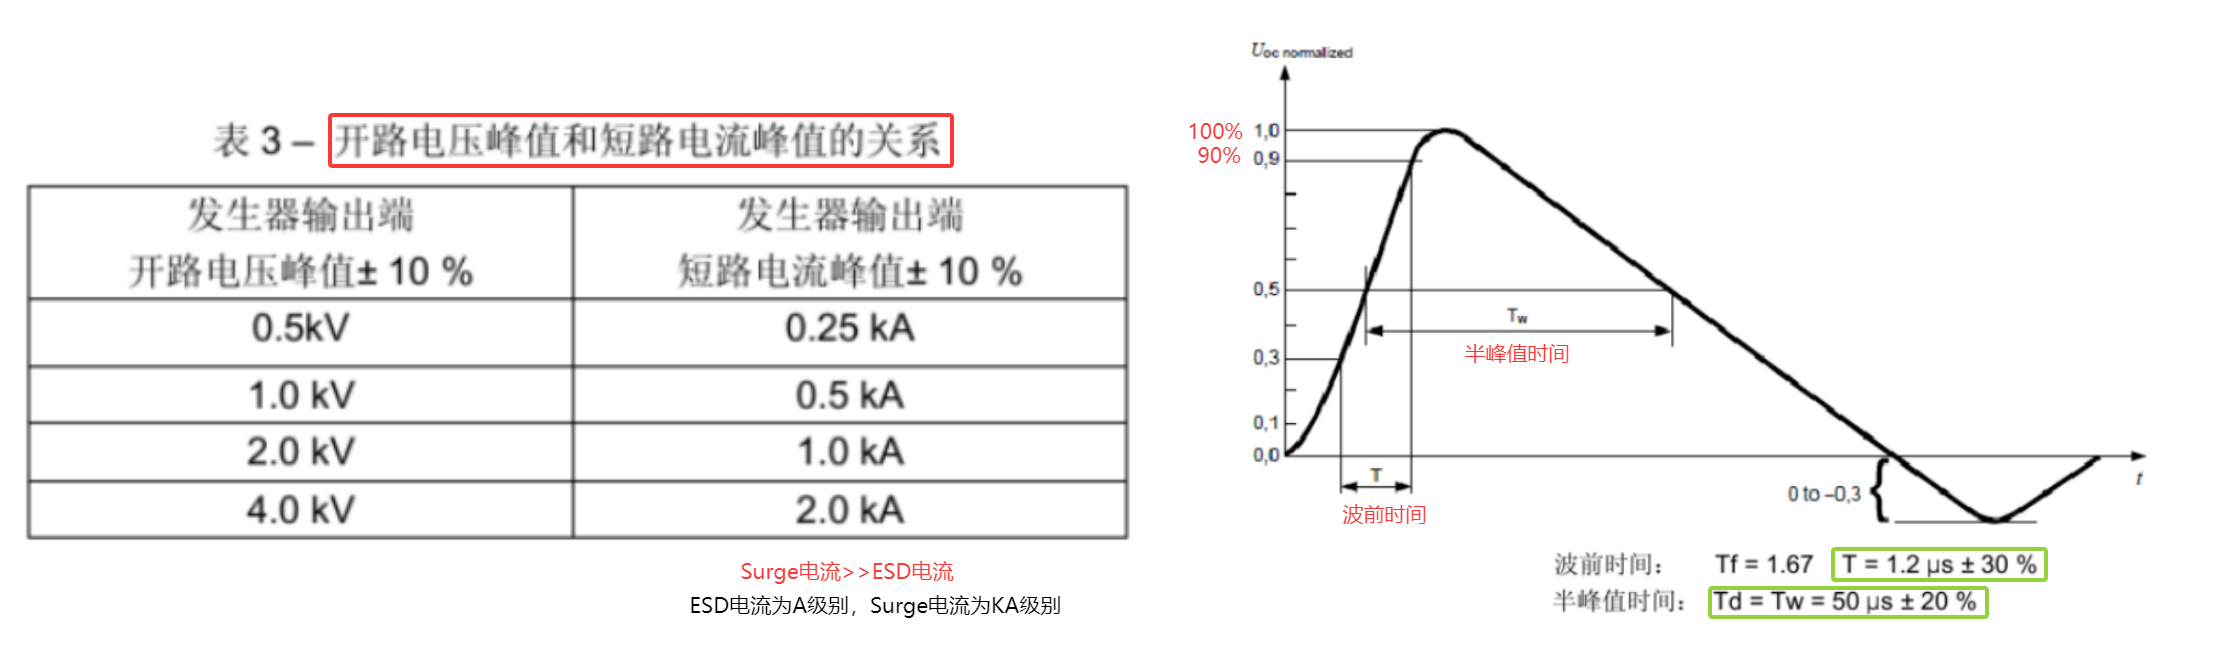 表 3 – 开路电压峰值和短路电流峰值的关系
发生器输出端
开路电压峰值± 10 %
发生器输出端
短路电流峰值± 10 %
0.5kV
0.25 kA
1.0 kV
0.5 kA
2.0 kV
1.0 kA
4.0 kV
2.0 kA
Surge电流>>ESD电流
ESD电流为A级别，Surge电流为KA级别
Uoc normalized
100%
1,0
90%
0,9
0,5
Tw
半峰值时间
0,3
0,1
0,0
T
波前时间
0 to –0,3
t
波前时间： Tf = 1.67 T = 1.2 μs ± 30 %
半峰值时间： Td = Tw = 50 μs ± 20 %